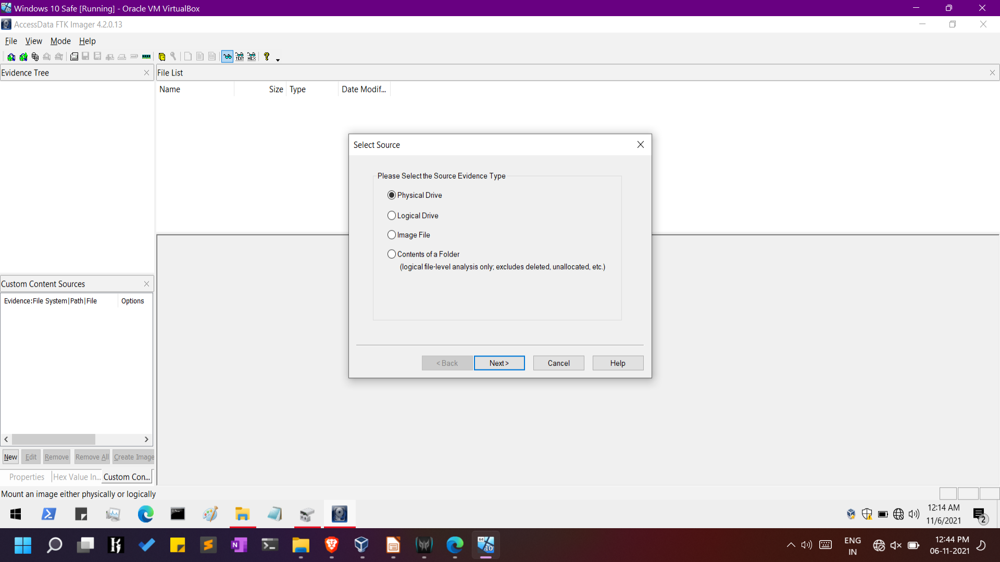 Windows 10 Safe [Running] - Oracle VM VirtualBox
AccessData FTK Imager 4.2.0.13
File View Mode Help
TEXT HEX ?
Evidence Tree
File List
Name Size Type Date Modif...
Select Source
Please Select the Source Evidence Type
Physical Drive
Logical Drive
Image File
Contents of a Folder
(logical file-level analysis only; excludes deleted, unallocated, etc.)
< Back Next > Cancel Help
Custom Content Sources
Evidence:File System|Path|File Options
New Edit Remove Remove All Create Image
Properties Hex Value In... Custom Con...
Mount an image either physically or logically
12:14 AM
11/6/2021
2
64
10
ENG
IN
12:44 PM
06-11-2021